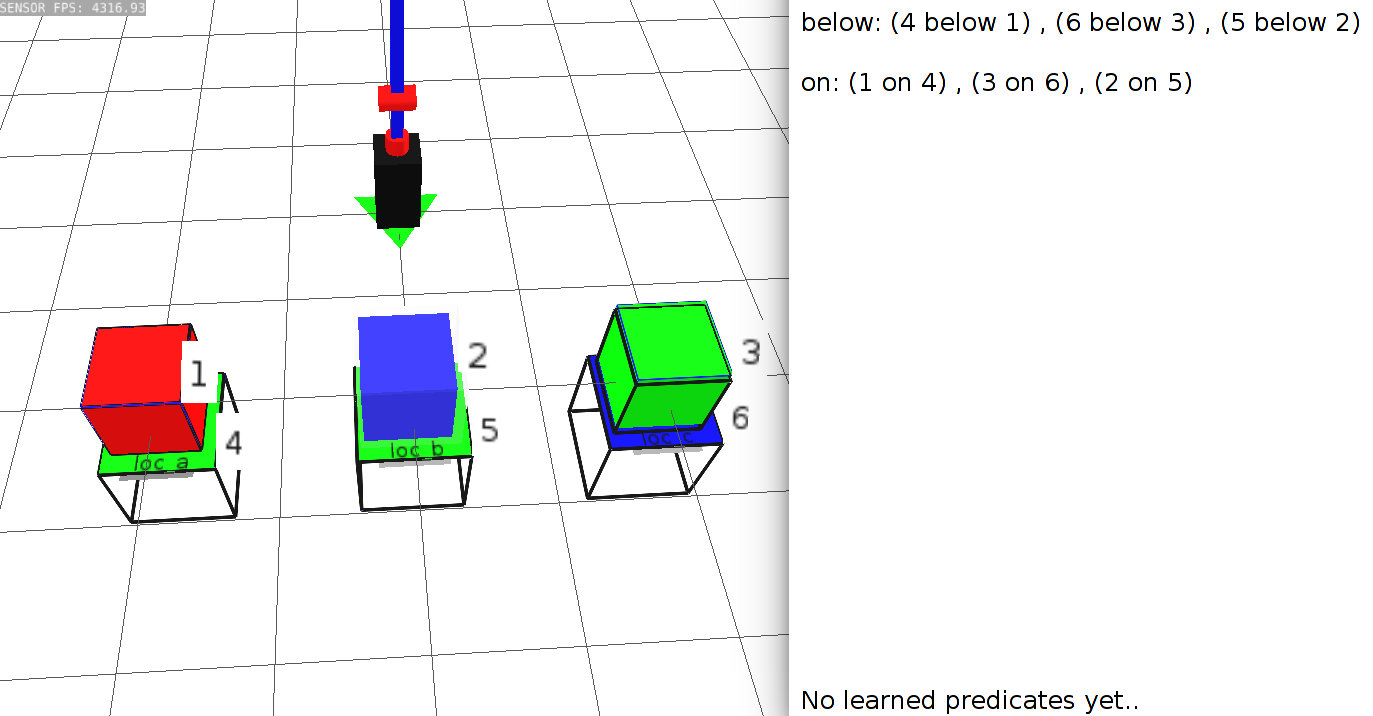 SENSOR FPS: 4316.93
below: (4 below 1) , (6 below 3) , (5 below 2)
on: (1 on 4) , (3 on 6) , (2 on 5)
1
2
3
4
5
6
loc_a
loc_b
loc_c
No learned predicates yet..